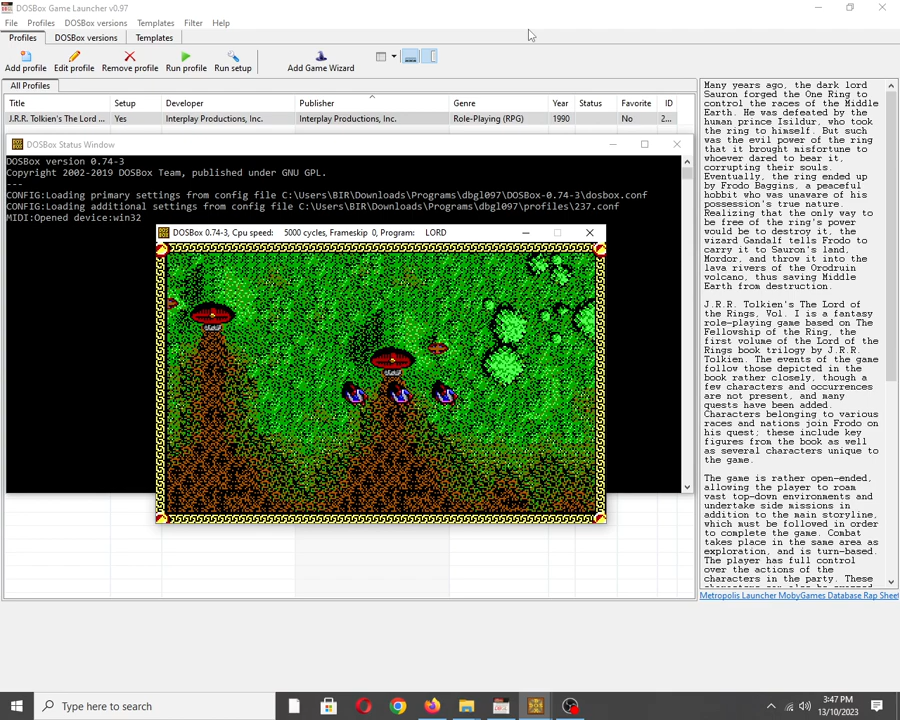 DOSBox Game Launcher v0.97
File Profiles DOSBox versions Templates Filter Help
Profiles DOSBox versions Templates
Add profile Edit profile Remove profile Run profile Run setup Add Game Wizard
All Profiles
Title Setup Developer Publisher Genre Year Status Favorite ID
J.R.R. Tolkien's The Lord ... Yes Interplay Productions, Inc. Interplay Productions, Inc. Role-Playing (RPG) 1990 No 2...
DOSBox Status Window
DOSBox version 0.74-3
Copyright 2002-2019 DOSBox Team, published under GNU GPL.
---
CONFIG:Loading primary settings from config file C:\Users\BIR\Downloads\Programs\dbgl097\DOSBox-0.74-3\dosbox.conf
CONFIG:Loading additional settings from config file C:\Users\BIR\Downloads\Programs\dbgl097\profiles\237.conf
MIDI:Opened device:win32
DOSBox 0.74-3, Cpu speed: 5000 cycles, Frameskip 0, Program: LORD
Many years ago, the dark lord
Sauron forged the One Ring to
control the races of the Middle
Earth. He was defeated by the
human prince Isildur, who took
the ring to himself. But such
was the evil power of the ring
that it brought misfortune to
whoever dared to bear it,
corrupting their souls.
Eventually, the ring ended up
by Frodo Baggins, a peaceful
hobbit who was unaware of his
possession's true nature.
Realizing that the only way to
be free of the ring's power
would be to destroy it, the
wizard Gandalf tells Frodo to
carry it to Sauron's land,
Mordor, and throw it into the
lava rivers of the Orodruin
volcano, thus saving Middle
Earth from destruction.
J.R.R. Tolkien's The Lord of
the Rings, Vol. I is a fantasy
role-playing game based on The
Fellowship of the Ring, the
first volume of the Lord of the
Rings book trilogy by J.R.R.
Tolkien. The events of the game
follow those depicted in the
book rather closely, though a
few characters and occurrences
are not present, and many
quests have been added.
Characters belonging to various
races and nations join Frodo on
his quest; these include key
figures from the book as well
as several characters unique to
the game.
The game is rather open-ended,
allowing the player to roam
vast top-down environments and
undertake side missions in
addition to the main storyline,
which must be followed in order
to complete the game. Combat
takes place in the same area as
exploration, and is turn-based.
The player has full control
over the actions of the
characters in the party. These
Metropolis Launcher MobyGames Database Rap Sheet
Type here to search
3:47 PM
13/10/2023